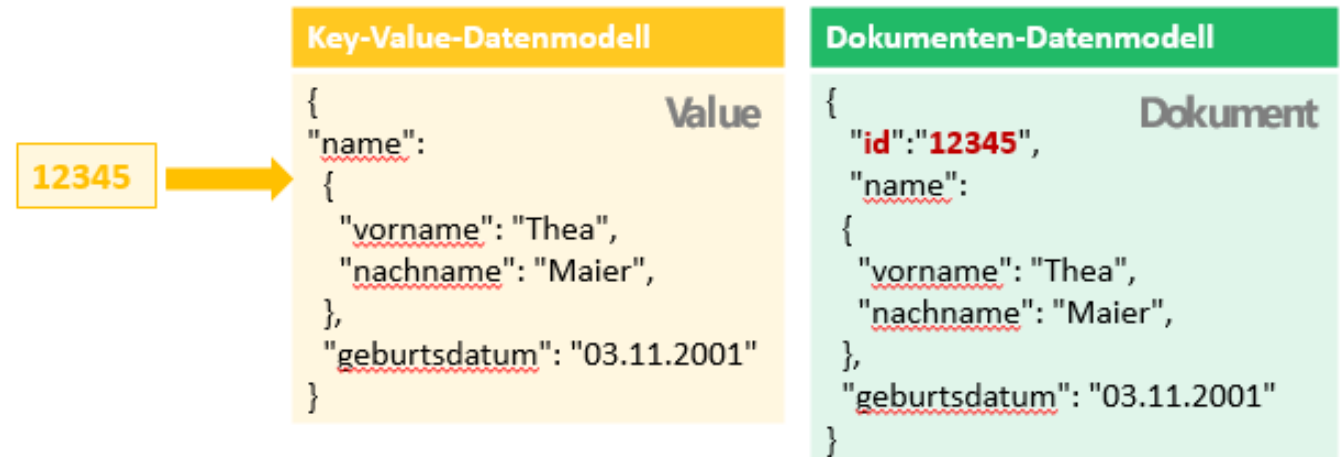 12345
Key-Value-Datenmodell
Value
{
"name":
{
"vorname": "Thea",
"nachname": "Maier",
},
"geburtsdatum": "03.11.2001"
}
Dokumenten-Datenmodell
Dokument
{
"id":"12345",
"name":
{
"vorname": "Thea",
"nachname": "Maier",
},
"geburtsdatum": "03.11.2001"
}